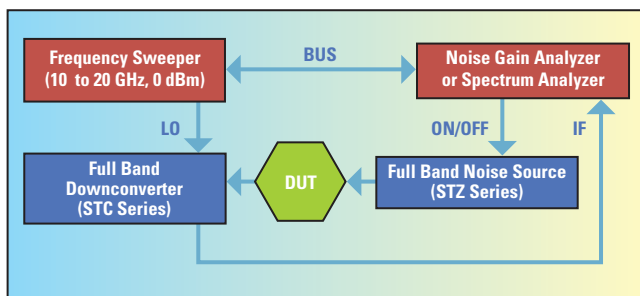 Frequency Sweeper
(10 to 20 GHz, 0 dBm)
BUS
Noise Gain Analyzer
or Spectrum Analyzer
LO
ON/OFF
IF
Full Band
Downconverter
(STC Series)
DUT
Full Band Noise Source
(STZ Series)